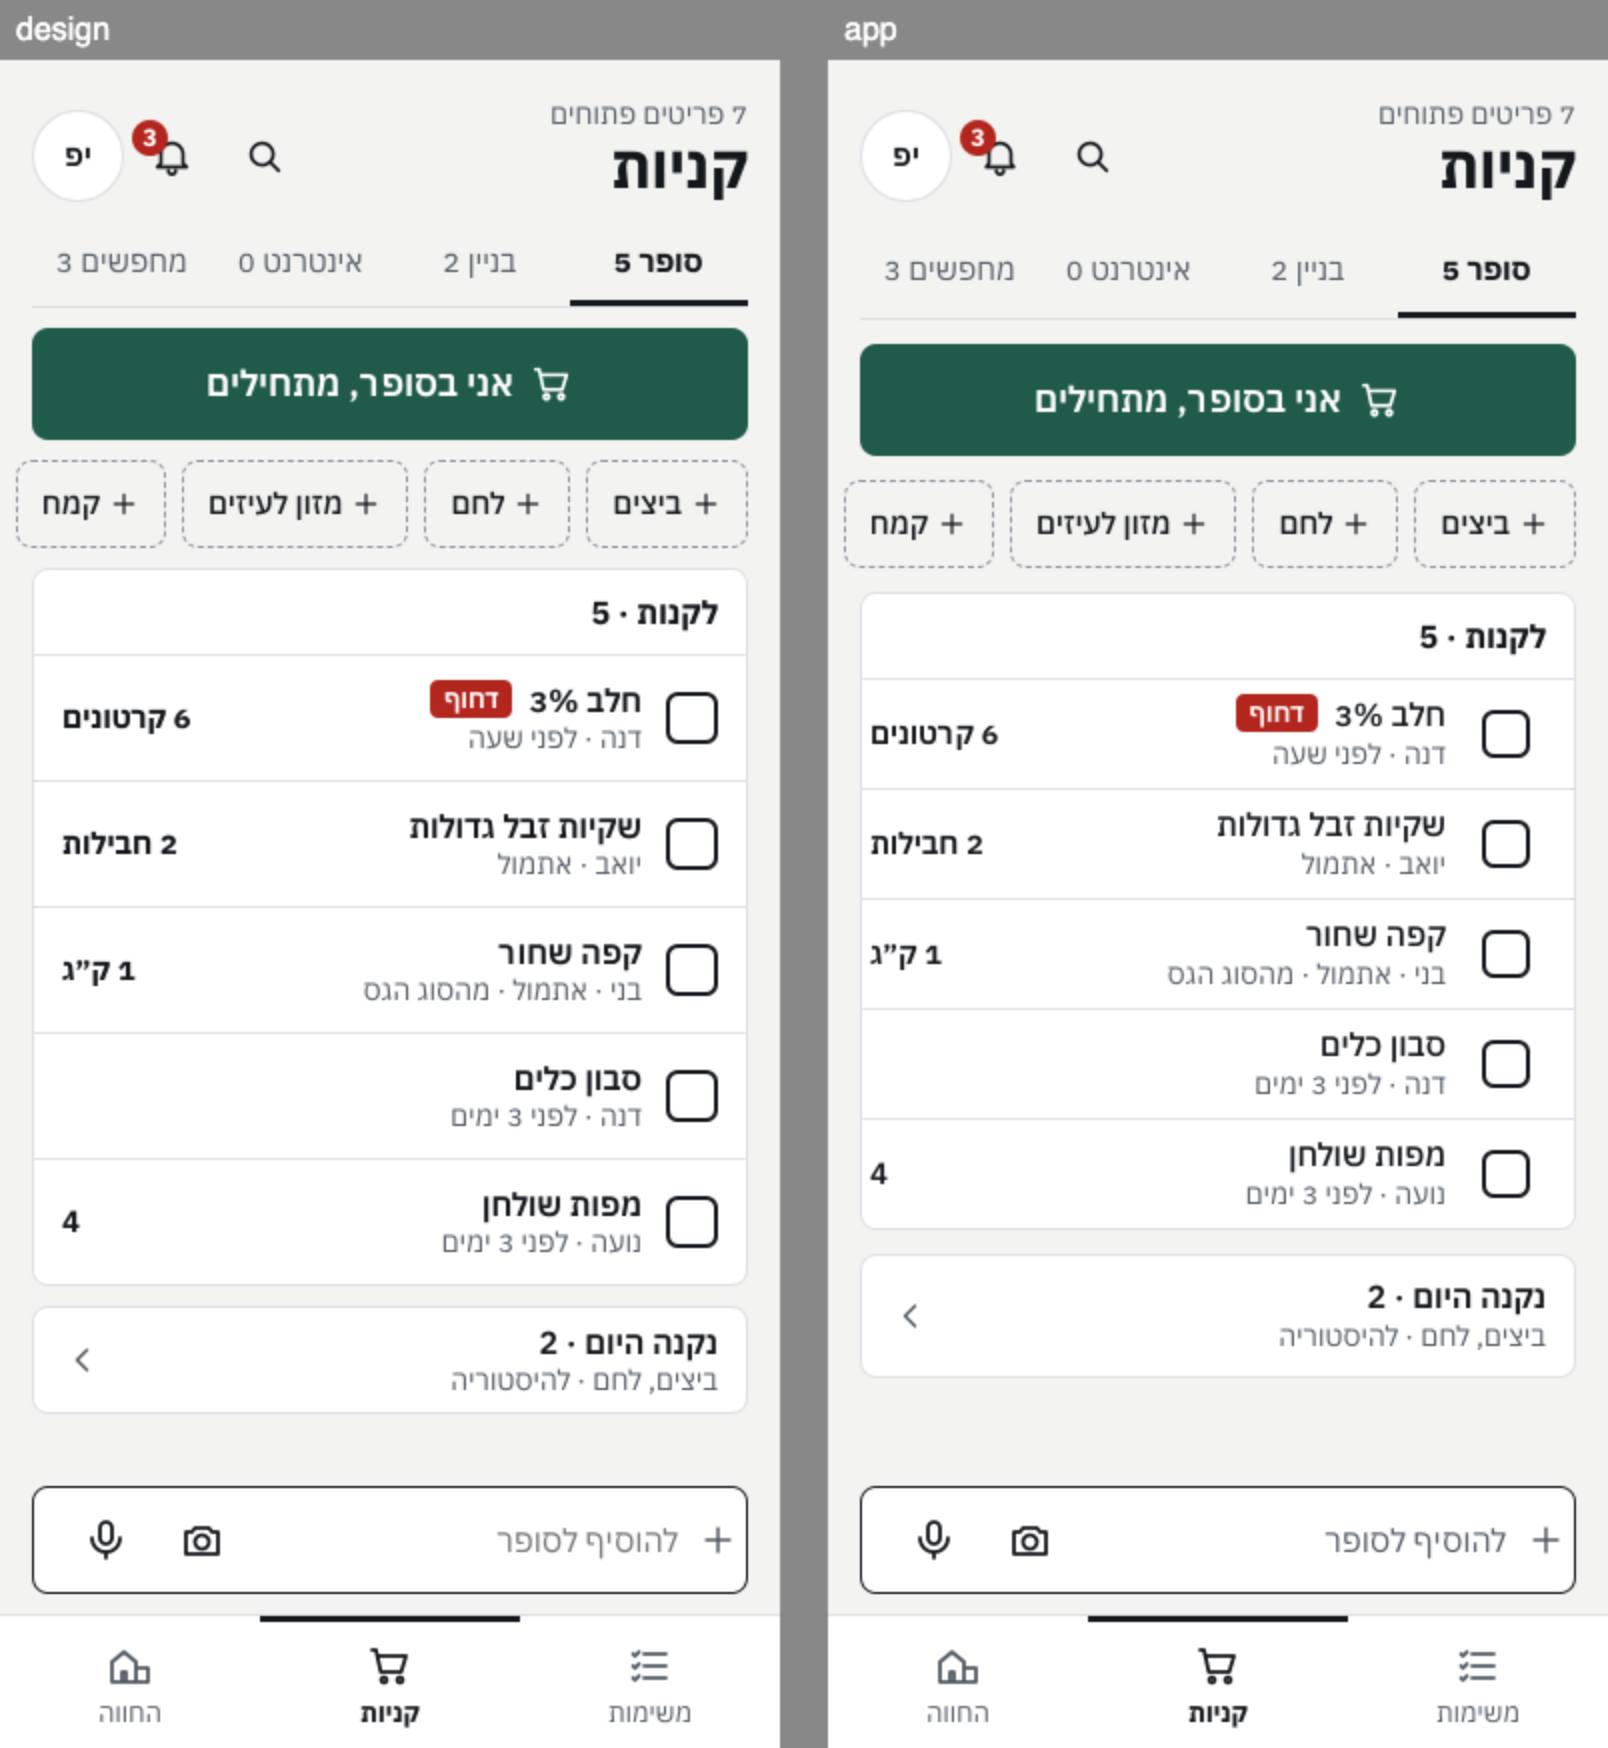 design
7 פריטים פתוחים
קניות
3
יפ
סופר 5
בניין 2
אינטרנט 0
מחפשים 3
אני בסופר, מתחילים
+ ביצים
+ לחם
+ מזון לעיזים
+ קמח
לקנות · 5
חלב 3% דחוף
דנה · לפני שעה
6 קרטונים
שקיות זבל גדולות
יואב · אתמול
2 חבילות
קפה שחור
בני · אתמול · מהסוג הגס
1 ק״ג
סבון כלים
דנה · לפני 3 ימים
מפות שולחן
נועה · לפני 3 ימים
4
נקנה היום · 2
ביצים, לחם · להיסטוריה
+ להוסיף לסופר
משימות
קניות
החווה
app
7 פריטים פתוחים
קניות
3
יפ
סופר 5
בניין 2
אינטרנט 0
מחפשים 3
אני בסופר, מתחילים
+ ביצים
+ לחם
+ מזון לעיזים
+ קמח
לקנות · 5
חלב 3% דחוף
דנה · לפני שעה
6 קרטונים
שקיות זבל גדולות
יואב · אתמול
2 חבילות
קפה שחור
בני · אתמול · מהסוג הגס
1 ק״ג
סבון כלים
דנה · לפני 3 ימים
מפות שולחן
נועה · לפני 3 ימים
4
נקנה היום · 2
ביצים, לחם · להיסטוריה
+ להוסיף לסופר
משימות
קניות
החווה